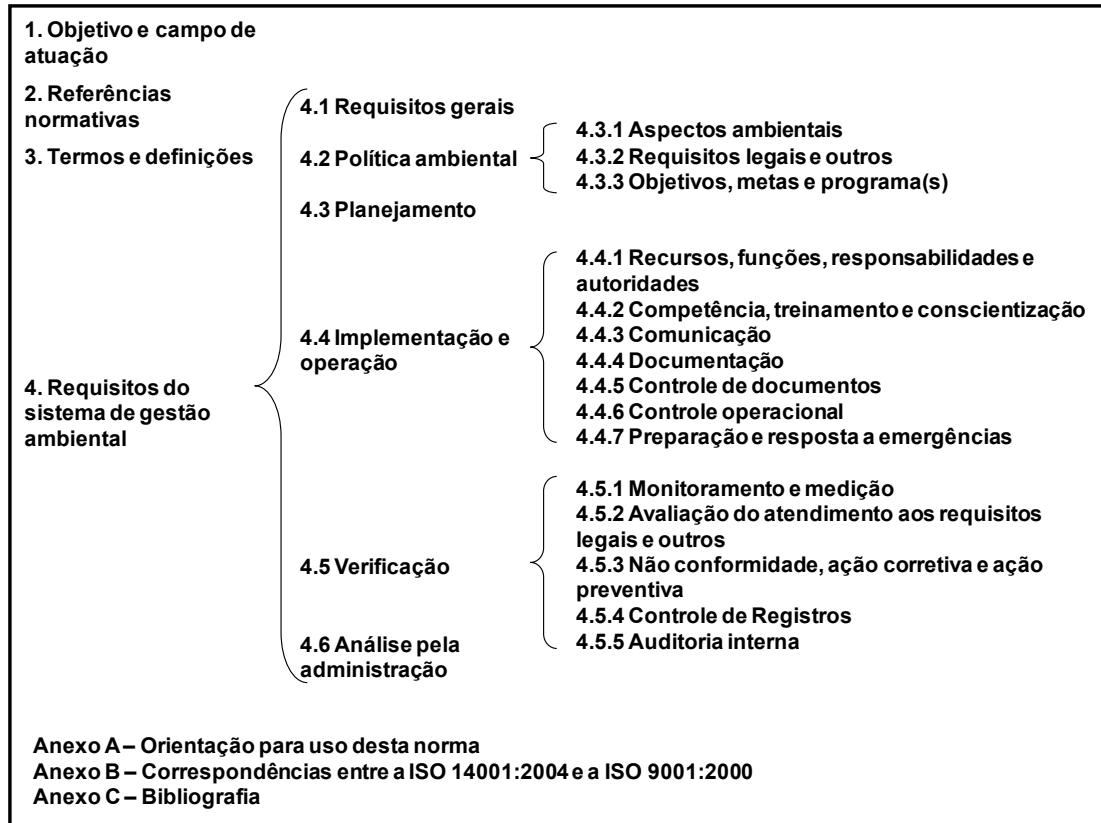 1. Objetivo e campo de
atuação
2. Referências
normativas
3. Termos e definições
4. Requisitos do
sistema de gestão
ambiental
4.1 Requisitos gerais
4.2 Política ambiental
4.3 Planejamento
4.3.1 Aspectos ambientais
4.3.2 Requisitos legais e outros
4.3.3 Objetivos, metas e programa(s)
4.4 Implementação e
operação
4.4.1 Recursos, funções, responsabilidades e
autoridades
4.4.2 Competência, treinamento e conscientização
4.4.3 Comunicação
4.4.4 Documentação
4.4.5 Controle de documentos
4.4.6 Controle operacional
4.4.7 Preparação e resposta a emergências
4.5 Verificação
4.5.1 Monitoramento e medição
4.5.2 Avaliação do atendimento aos requisitos
legais e outros
4.5.3 Não conformidade, ação corretiva e ação
preventiva
4.5.4 Controle de Registros
4.5.5 Auditoria interna
4.6 Análise pela
administração
Anexo A – Orientação para uso desta norma
Anexo B – Correspondências entre a ISO 14001:2004 e a ISO 9001:2000
Anexo C – Bibliografia